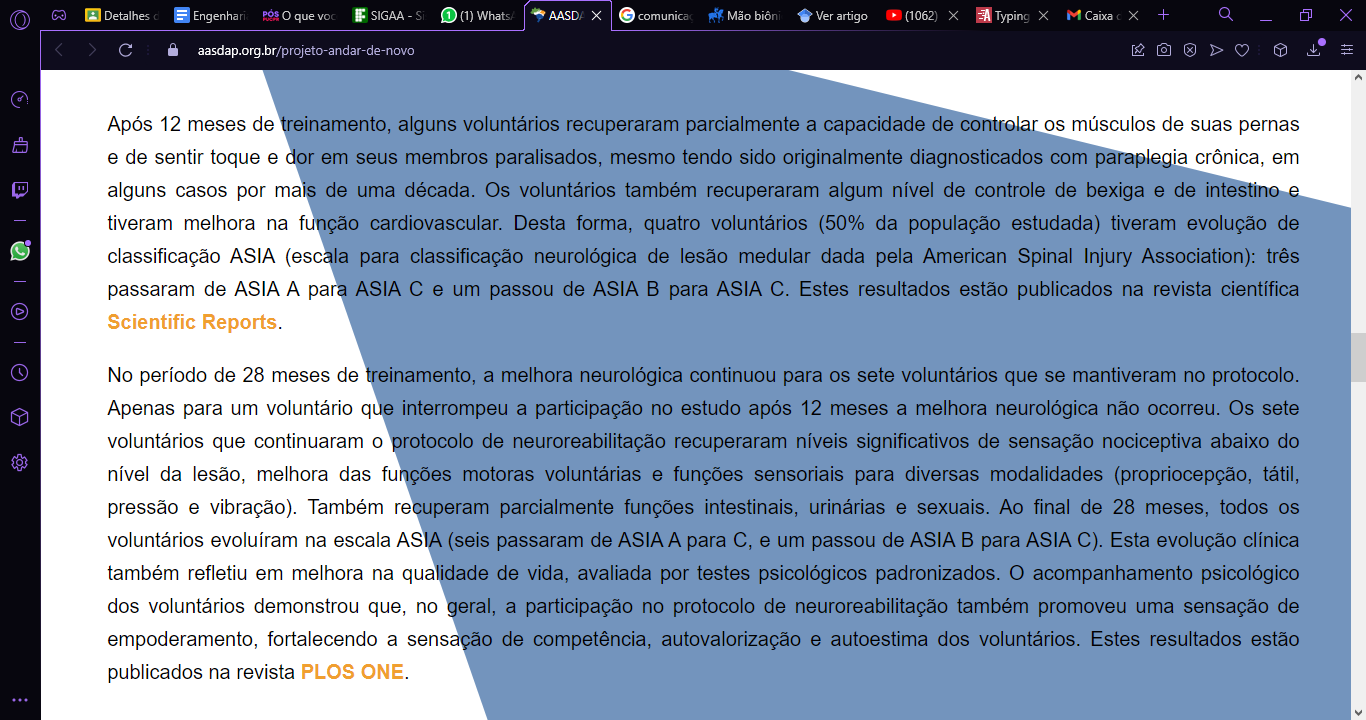 Detalhes d
Engenhari
PÓS PUCPR
O que voc
SIGAA - Si
(1) WhatsA
AASDA
comunicaç
Mão biôni
Ver artigo
(1062)
Typing
Caixa d
aasdap.org.br/projeto-andar-de-novo
Após 12 meses de treinamento, alguns voluntários recuperaram parcialmente a capacidade de controlar os músculos de suas pernas
e de sentir toque e dor em seus membros paralisados, mesmo tendo sido originalmente diagnosticados com paraplegia crônica, em
alguns casos por mais de uma década. Os voluntários também recuperaram algum nível de controle de bexiga e de intestino e
tiveram melhora na função cardiovascular. Desta forma, quatro voluntários (50% da população estudada) tiveram evolução de
classificação ASIA (escala para classificação neurológica de lesão medular dada pela American Spinal Injury Association): três
passaram de ASIA A para ASIA C e um passou de ASIA B para ASIA C. Estes resultados estão publicados na revista científica
Scientific Reports.
No período de 28 meses de treinamento, a melhora neurológica continuou para os sete voluntários que se mantiveram no protocolo.
Apenas para um voluntário que interrompeu a participação no estudo após 12 meses a melhora neurológica não ocorreu. Os sete
voluntários que continuaram o protocolo de neuroreabilitação recuperaram níveis significativos de sensação nociceptiva abaixo do
nível da lesão, melhora das funções motoras voluntárias e funções sensoriais para diversas modalidades (propriocepção, tátil,
pressão e vibração). Também recuperam parcialmente funções intestinais, urinárias e sexuais. Ao final de 28 meses, todos os
voluntários evoluíram na escala ASIA (seis passaram de ASIA A para C, e um passou de ASIA B para ASIA C). Esta evolução clínica
também refletiu em melhora na qualidade de vida, avaliada por testes psicológicos padronizados. O acompanhamento psicológico
dos voluntários demonstrou que, no geral, a participação no protocolo de neuroreabilitação também promoveu uma sensação de
empoderamento, fortalecendo a sensação de competência, autovalorização e autoestima dos voluntários. Estes resultados estão
publicados na revista PLOS ONE.